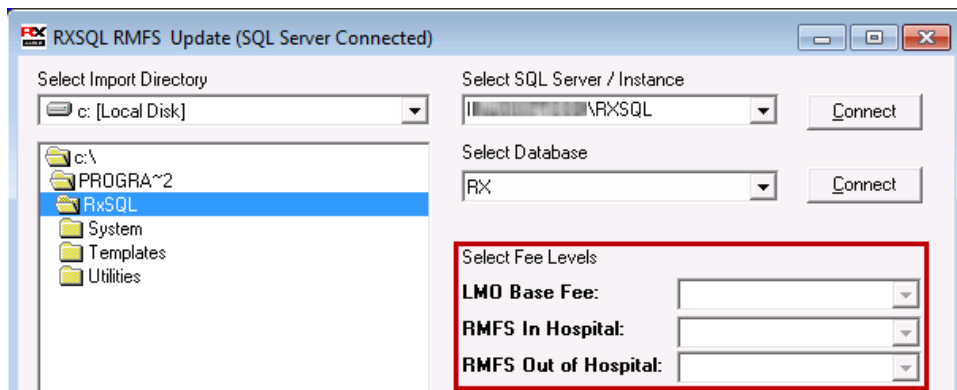 RX RXSQL RMFS Update (SQL Server Connected)
Select Import Directory
c: [Local Disk]
c:\
PROGRA~2
RxSQL
System
Templates
Utilities
Select SQL Server / Instance
\RXSQL
Connect
Select Database
RX
Connect
Select Fee Levels
LMO Base Fee:
RMFS In Hospital:
RMFS Out of Hospital: